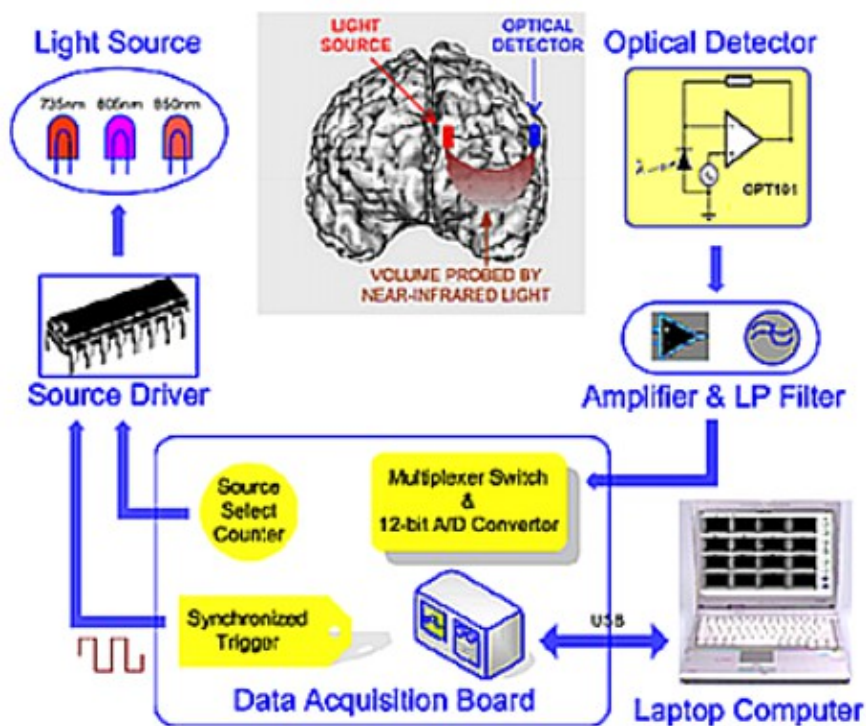 Light Source
LIGHT
SOURCE
OPTICAL
DETECTOR
Optical Detector
735nm
805nm
850nm
OPT101
VOLUME PROBED BY
NEAR-INFRARED LIGHT
Source Driver
Amplifier & LP Filter
Source
Select
Counter
Multiplexer Switch
&
12-bit A/D Convertor
Synchronized
Trigger
USB
Data Acquisition Board
Laptop Computer